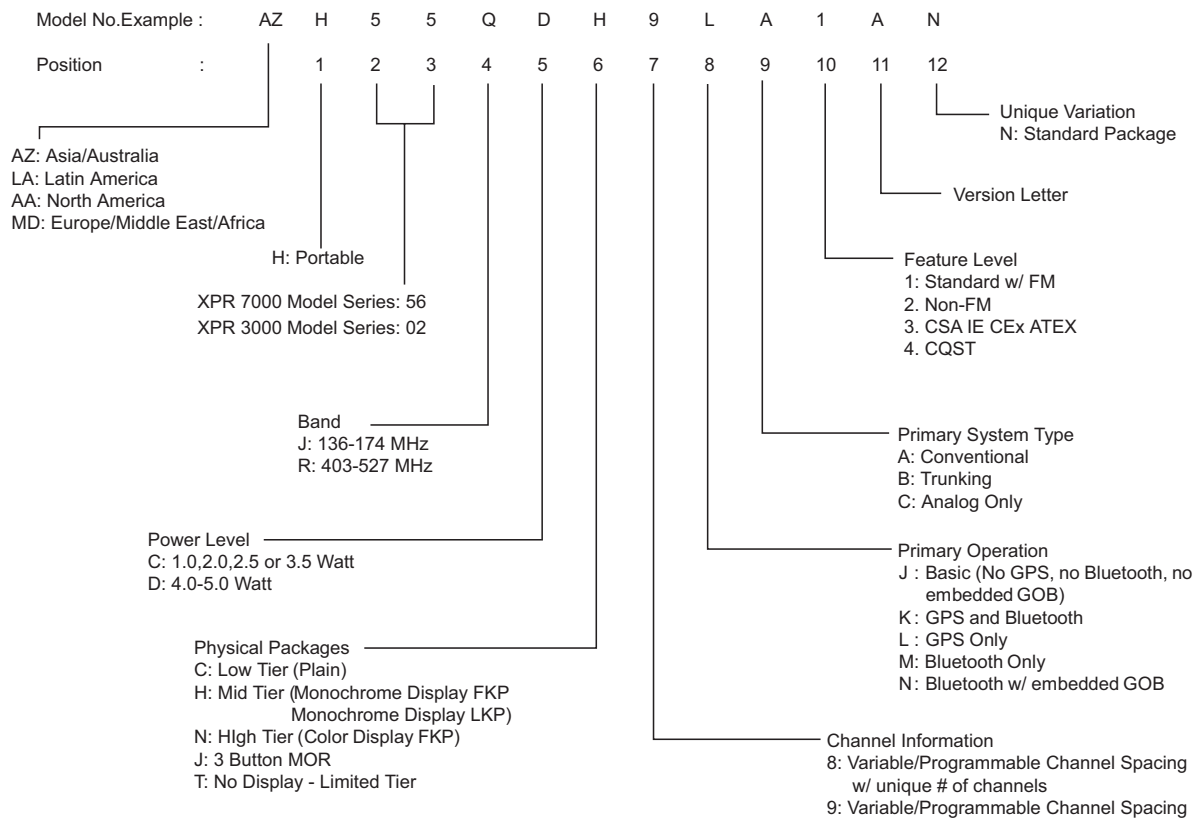 Model No.Example : AZ H 5 5 Q D H 9 L A 1 A N
Position : 1 2 3 4 5 6 7 8 9 10 11 12
Unique Variation
N: Standard Package
AZ: Asia/Australia
LA: Latin America
AA: North America
MD: Europe/Middle East/Africa
Version Letter
H: Portable
Feature Level
1: Standard w/ FM
2. Non-FM
3. CSA IE CEx ATEX
4. CQST
XPR 7000 Model Series: 56
XPR 3000 Model Series: 02
Band
J: 136-174 MHz
R: 403-527 MHz
Primary System Type
A: Conventional
B: Trunking
C: Analog Only
Power Level
C: 1.0,2.0,2.5 or 3.5 Watt
D: 4.0-5.0 Watt
Primary Operation
J : Basic (No GPS, no Bluetooth, no
embedded GOB)
K : GPS and Bluetooth
L : GPS Only
M: Bluetooth Only
N : Bluetooth w/ embedded GOB
Physical Packages
C: Low Tier (Plain)
H: Mid Tier (Monochrome Display FKP
Monochrome Display LKP)
N: HIgh Tier (Color Display FKP)
J: 3 Button MOR
T: No Display - Limited Tier
Channel Information
8: Variable/Programmable Channel Spacing
w/ unique # of channels
9: Variable/Programmable Channel Spacing